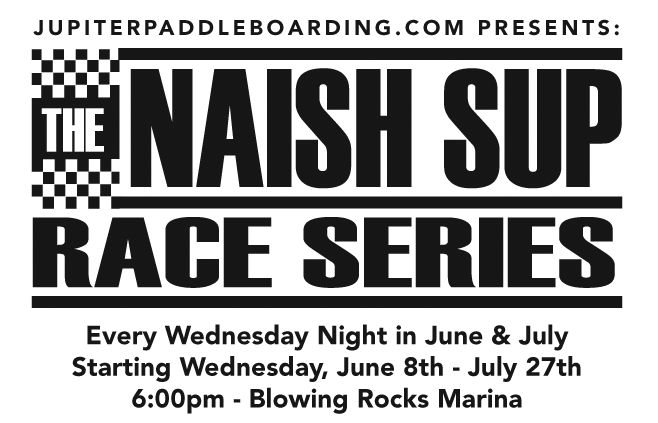 JUPITERPADDLEBOARDING.COM PRESENTS:
THE NAISH SUP
RACE SERIES
Every Wednesday Night in June & July
Starting Wednesday, June 8th - July 27th
6:00pm - Blowing Rocks Marina